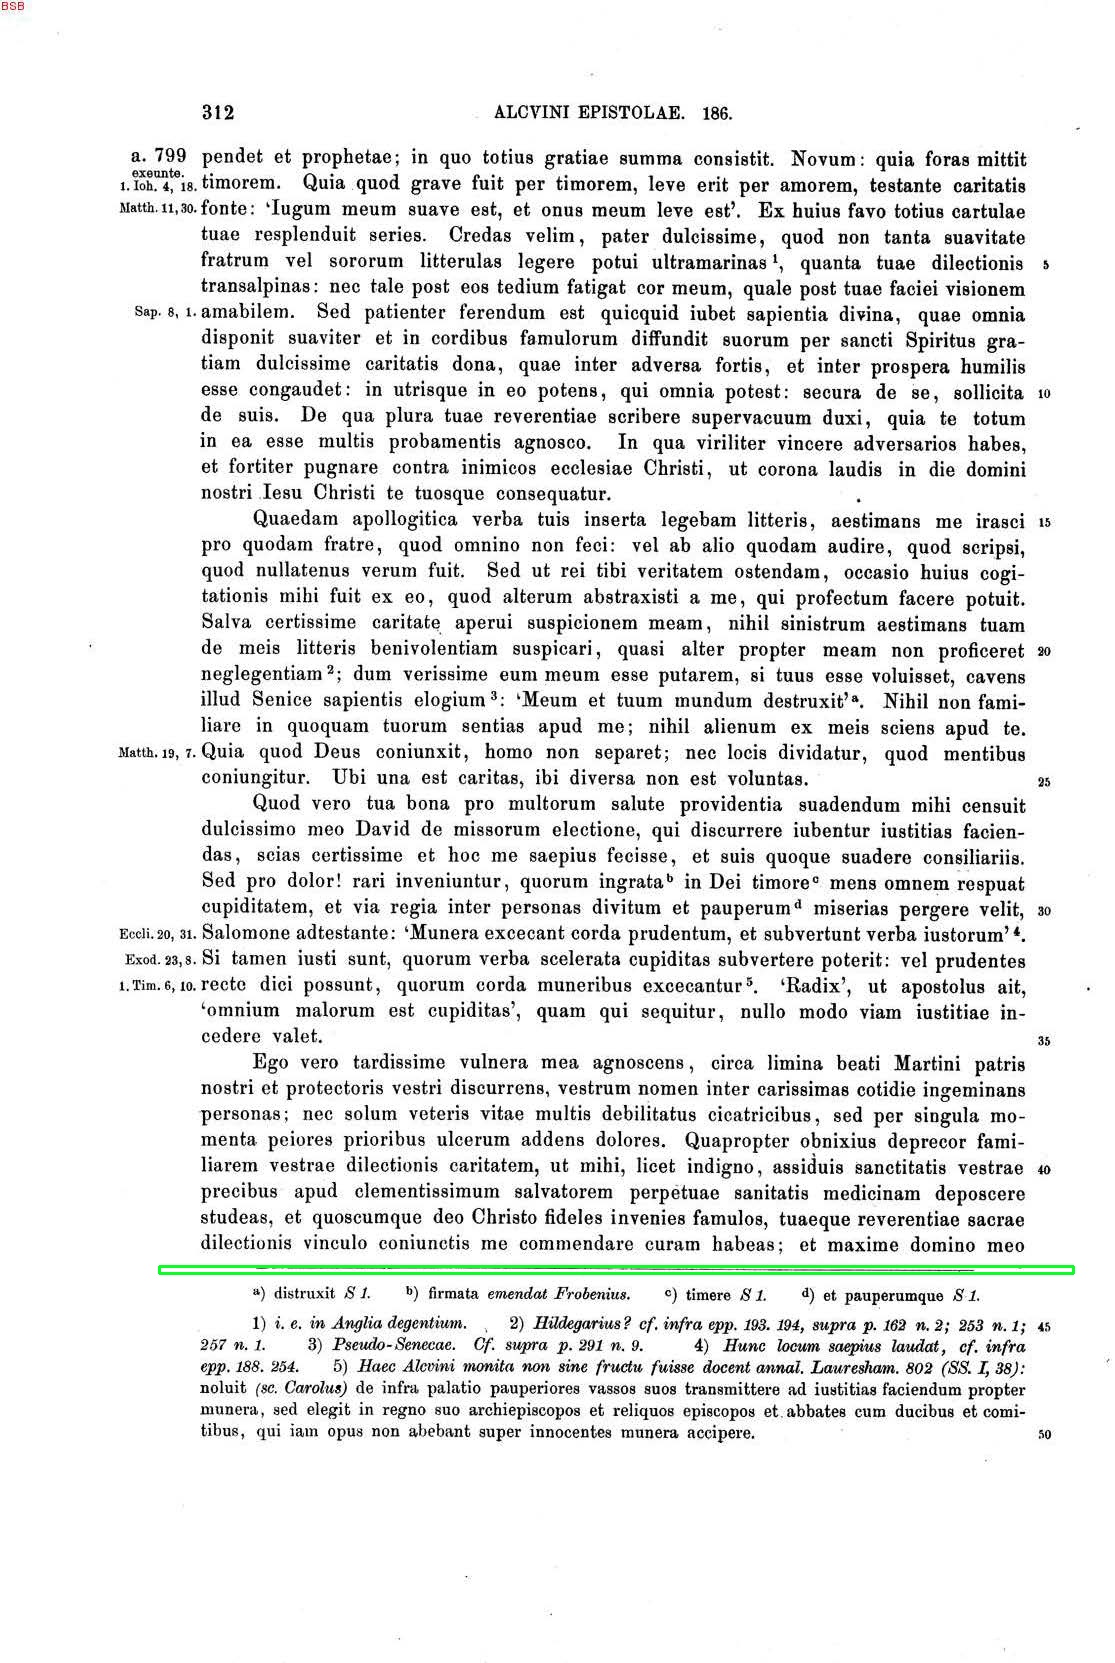 BSB
312 ALCVINI EPISTOLAE. 186.
a. 799 pendet et prophetae; in quo totius gratiae summa consistit. Novum: quia foras mittit
exeunte.
1. Ioh. 4, 18. timorem. Quia quod grave fuit per timorem, leve erit per amorem, testante caritatis
Matth. 11, 30. fonte: ‘Iugum meum suave est, et onus meum leve est’. Ex huius favo totius cartulae
tuae resplenduit series. Credas velim, pater dulcissime, quod non tanta suavitate
fratrum vel sororum litterulas legere potui ultramarinas ¹, quanta tuae dilectionis 5
transalpinas: nec tale post eos tedium fatigat cor meum, quale post tuae faciei visionem
Sap. 8, 1. amabilem. Sed patienter ferendum est quicquid iubet sapientia divina, quae omnia
disponit suaviter et in cordibus famulorum diffundit suorum per sancti Spiritus gra-
tiam dulcissime caritatis dona, quae inter adversa fortis, et inter prospera humilis
esse congaudet: in utrisque in eo potens, qui omnia potest: secura de se, sollicita 10
de suis. De qua plura tuae reverentiae scribere supervacuum duxi, quia te totum
in ea esse multis probamentis agnosco. In qua viriliter vincere adversarios habes,
et fortiter pugnare contra inimicos ecclesiae Christi, ut corona laudis in die domini
nostri Iesu Christi te tuosque consequatur.
Quaedam apollogitica verba tuis inserta legebam litteris, aestimans me irasci 15
pro quodam fratre, quod omnino non feci: vel ab alio quodam audire, quod scripsi,
quod nullatenus verum fuit. Sed ut rei tibi veritatem ostendam, occasio huius cogi-
tationis mihi fuit ex eo, quod alterum abstraxisti a me, qui profectum facere potuit.
Salva certissime caritate aperui suspicionem meam, nihil sinistrum aestimans tuam
de meis litteris benivolentiam suspicari, quasi alter propter meam non proficeret 20
neglegentiam ²; dum verissime eum meum esse putarem, si tuus esse voluisset, cavens
illud Senice sapientis elogium ³: ‘Meum et tuum mundum destruxit’ᵃ. Nihil non fami-
liare in quoquam tuorum sentias apud me; nihil alienum ex meis sciens apud te.
Matth. 19, 7. Quia quod Deus coniunxit, homo non separet; nec locis dividatur, quod mentibus
coniungitur. Ubi una est caritas, ibi diversa non est voluntas. 25
Quod vero tua bona pro multorum salute providentia suadendum mihi censuit
dulcissimo meo David de missorum electione, qui discurrere iubentur iustitias facien-
das, scias certissime et hoc me saepius fecisse, et suis quoque suadere consiliariis.
Sed pro dolor! rari inveniuntur, quorum ingrataᵇ in Dei timoreᶜ mens omnem respuat
cupiditatem, et via regia inter personas divitum et pauperumᵈ miserias pergere velit, 30
Eccli. 20, 31. Salomone adtestante: ‘Munera excecant corda prudentum, et subvertunt verba iustorum’ ⁴.
Exod. 23, 8. Si tamen iusti sunt, quorum verba scelerata cupiditas subvertere poterit: vel prudentes
1. Tim. 6, 10. recte dici possunt, quorum corda muneribus excecantur ⁵. ‘Radix’, ut apostolus ait,
‘omnium malorum est cupiditas’, quam qui sequitur, nullo modo viam iustitiae in-
cedere valet. 35
Ego vero tardissime vulnera mea agnoscens, circa limina beati Martini patris
nostri et protectoris vestri discurrens, vestrum nomen inter carissimas cotidie ingeminans
personas; nec solum veteris vitae multis debilitatus cicatricibus, sed per singula mo-
menta peiores prioribus ulcerum addens dolores. Quapropter obnixius deprecor fami-
liarem vestrae dilectionis caritatem, ut mihi, licet indigno, assiduis sanctitatis vestrae 40
precibus apud clementissimum salvatorem perpetuae sanitatis medicinam deposcere
studeas, et quoscumque deo Christo fideles invenies famulos, tuaeque reverentiae sacrae
dilectionis vinculo coniunctis me commendare curam habeas; et maxime domino meo
ᵃ) distruxit S 1. ᵇ) firmata emendat Frobenius. ᶜ) timere S 1. ᵈ) et pauperumque S 1.
1) i. e. in Anglia degentium. 2) Hildegarius? cf. infra epp. 193. 194, supra p. 162 n. 2; 253 n. 1; 45
257 n. 1. 3) Pseudo-Senecae. Cf. supra p. 291 n. 9. 4) Hunc locum saepius laudat, cf. infra
epp. 188. 254. 5) Haec Alcvini monita non sine fructu fuisse docent annal. Lauresham. 802 (SS. I, 38):
noluit (sc. Carolus) de infra palatio pauperiores vassos suos transmittere ad iustitias faciendum propter
munera, sed elegit in regno suo archiepiscopos et reliquos episcopos et abbates cum ducibus et comi-
tibus, qui iam opus non abebant super innocentes munera accipere. 50